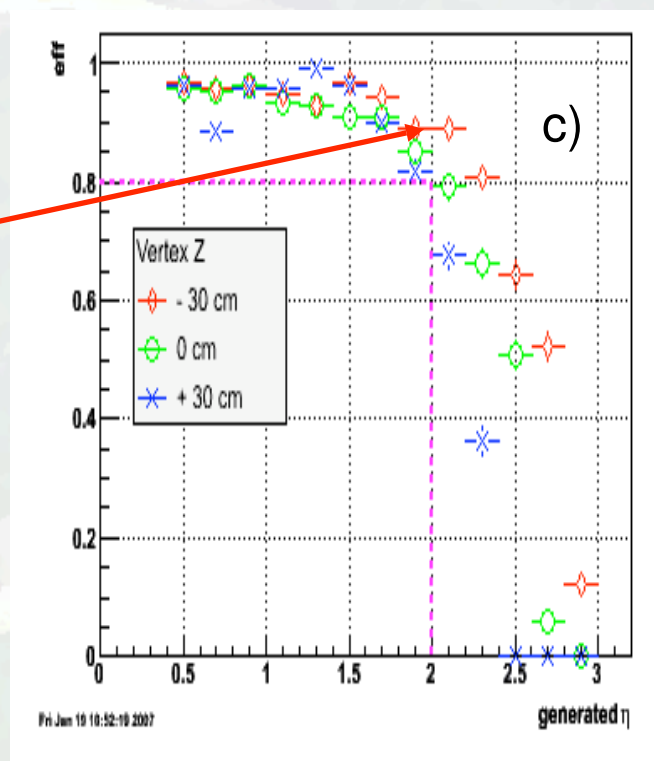 eff
1
0.8
0.6
0.4
0.2
0
c)
Vertex Z
- 30 cm
0 cm
+ 30 cm
0 0.5 1 1.5 2 2.5 3
generated η
Fri Jan 19 10:52:19 2007